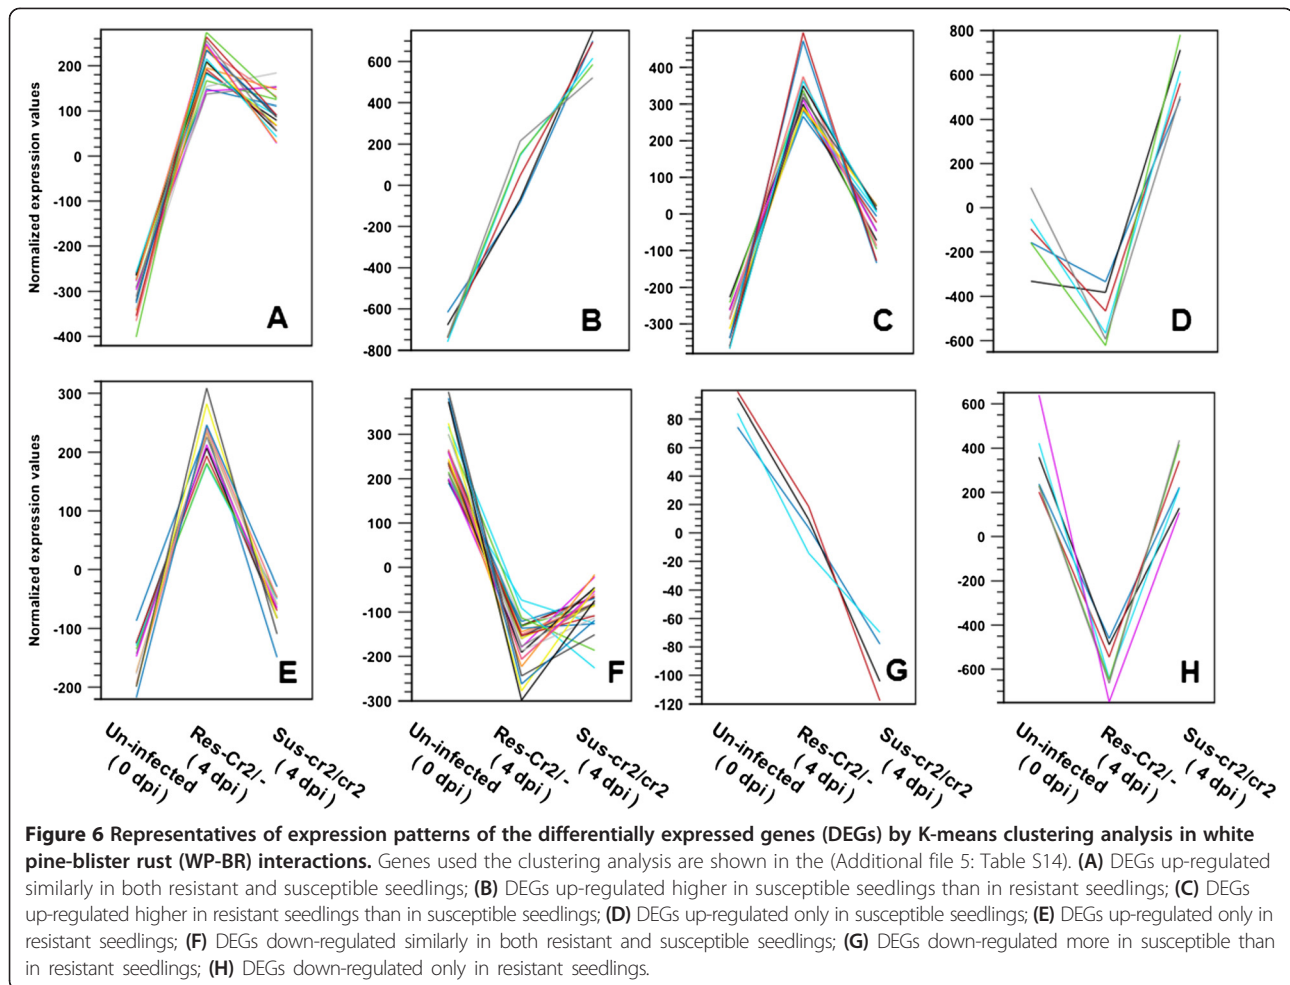 200
100
0
-100
-200
-300
-400
Normalized expression values
A
600
400
200
0
-200
-400
-600
-800
B
400
300
200
100
0
-100
-200
-300
C
800
600
400
200
0
-200
-400
-600
D
300
200
100
0
-100
-200
Normalized expression values
E
300
200
100
0
-100
-200
-300
F
80
60
40
20
0
-20
-40
-60
-80
-100
-120
G
600
400
200
0
-200
-400
-600
H
Un-infected
(0 dpi)
Res-Cr2/-
(4 dpi)
Sus-cr2/cr2
(4 dpi)
Un-infected
(0 dpi)
Res-Cr2/-
(4 dpi)
Sus-cr2/cr2
(4 dpi)
Un-infected
(0 dpi)
Res-Cr2/-
(4 dpi)
Sus-cr2/cr2
(4 dpi)
Un-infected
(0 dpi)
Res-Cr2/-
(4 dpi)
Sus-cr2/cr2
(4 dpi)
Figure 6 Representatives of expression patterns of the differentially expressed genes (DEGs) by K-means clustering analysis in white
pine-blister rust (WP-BR) interactions. Genes used the clustering analysis are shown in the (Additional file 5: Table S14). (A) DEGs up-regulated
similarly in both resistant and susceptible seedlings; (B) DEGs up-regulated higher in susceptible seedlings than in resistant seedlings; (C) DEGs
up-regulated higher in resistant seedlings than in susceptible seedlings; (D) DEGs up-regulated only in susceptible seedlings; (E) DEGs up-regulated only in
resistant seedlings; (F) DEGs down-regulated similarly in both resistant and susceptible seedlings; (G) DEGs down-regulated more in susceptible than
in resistant seedlings; (H) DEGs down-regulated only in resistant seedlings.